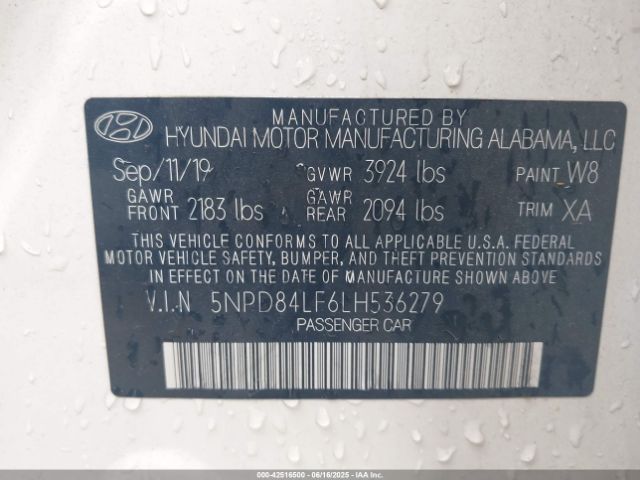 MANUFACTURED BY
HYUNDAI MOTOR MANUFACTURING ALABAMA, LLC
Sep/11/19 GVWR 3924 lbs PAINT W8
GAWR FRONT 2183 lbs GAWR REAR 2094 lbs TRIM XA
THIS VEHICLE CONFORMS TO ALL APPLICABLE U.S.A. FEDERAL
MOTOR VEHICLE SAFETY, BUMPER, AND THEFT PREVENTION STANDARDS
IN EFFECT ON THE DATE OF MANUFACTURE SHOWN ABOVE.
V.I.N 5NPD84LF6LH536279
PASSENGER CAR
000-42516500 - 06/16/2025 - IAA Inc.